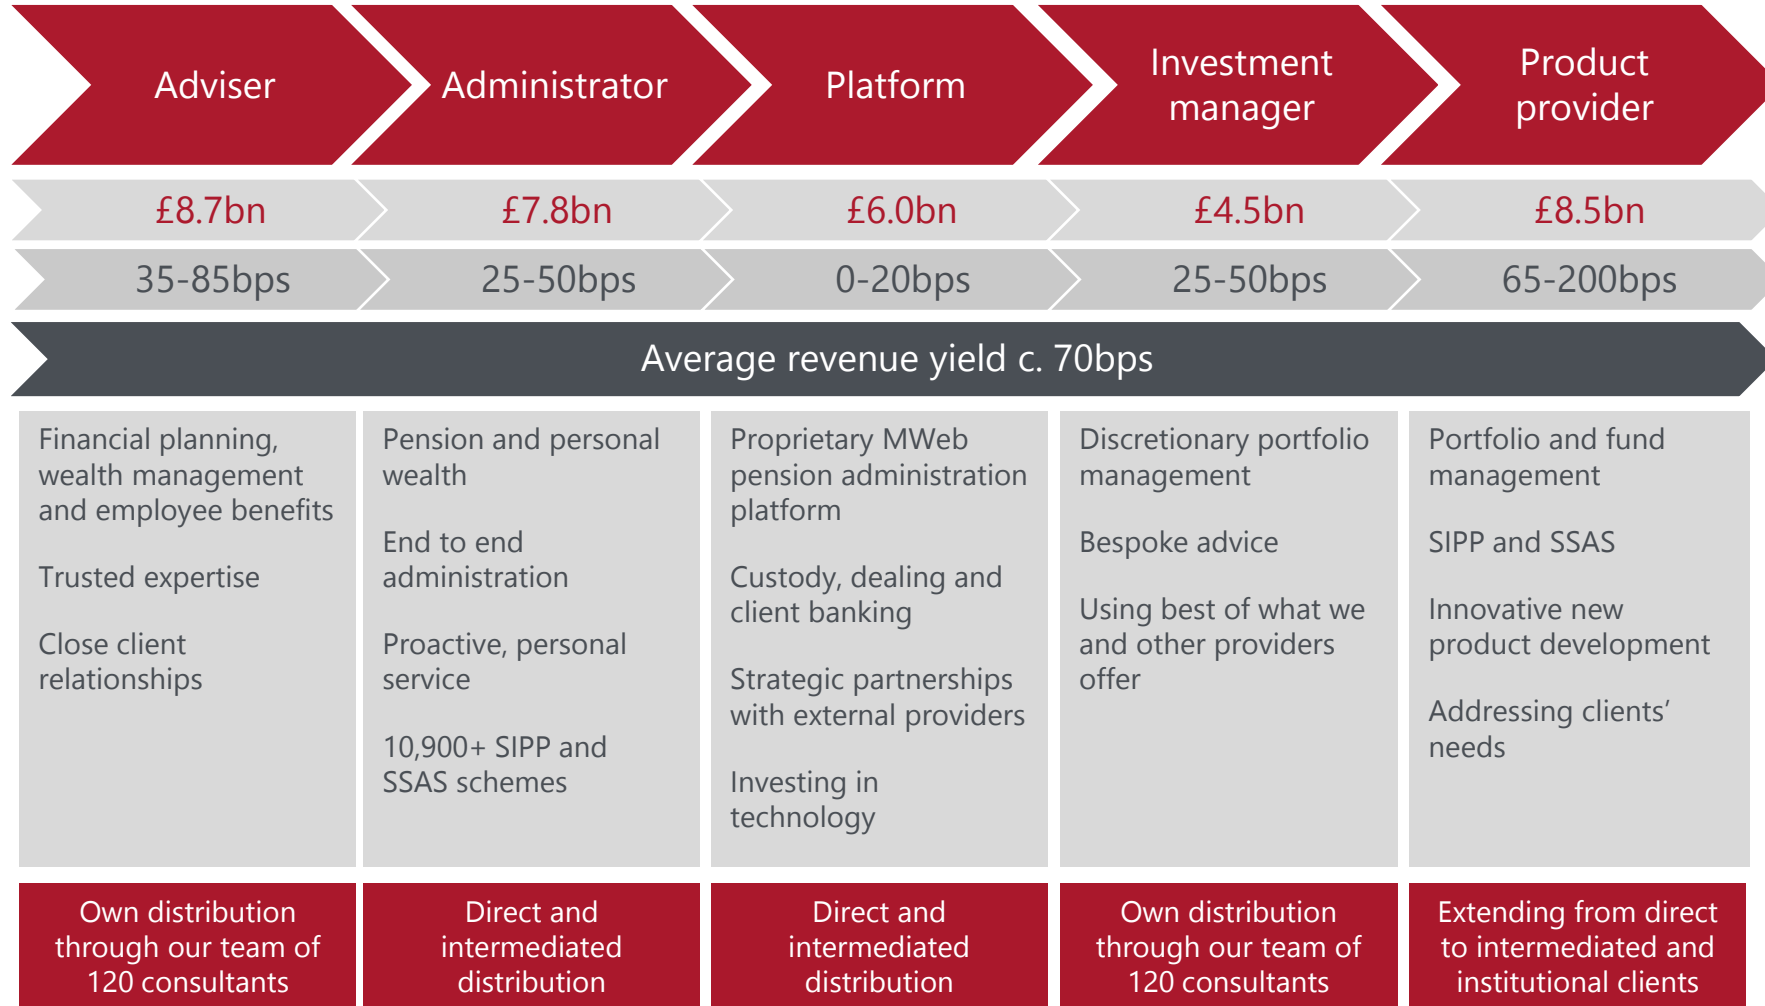 Adviser
Administrator
Platform
Investment
manager
Product
provider
£8.7bn
£7.8bn
£6.0bn
£4.5bn
£8.5bn
35-85bps
25-50bps
0-20bps
25-50bps
65-200bps
Average revenue yield c. 70bps
Financial planning,
wealth management
and employee benefits
Trusted expertise
Close client
relationships
Pension and personal
wealth
End to end
administration
Proactive, personal
service
10,900+ SIPP and
SSAS schemes
Proprietary MWeb
pension administration
platform
Custody, dealing and
client banking
Strategic partnerships
with external providers
Investing in
technology
Discretionary portfolio
management
Bespoke advice
Using best of what we
and other providers
offer
Portfolio and fund
management
SIPP and SSAS
Innovative new
product development
Addressing clients’
needs
Own distribution
through our team of
120 consultants
Direct and
intermediated
distribution
Direct and
intermediated
distribution
Own distribution
through our team of
120 consultants
Extending from direct
to intermediated and
institutional clients